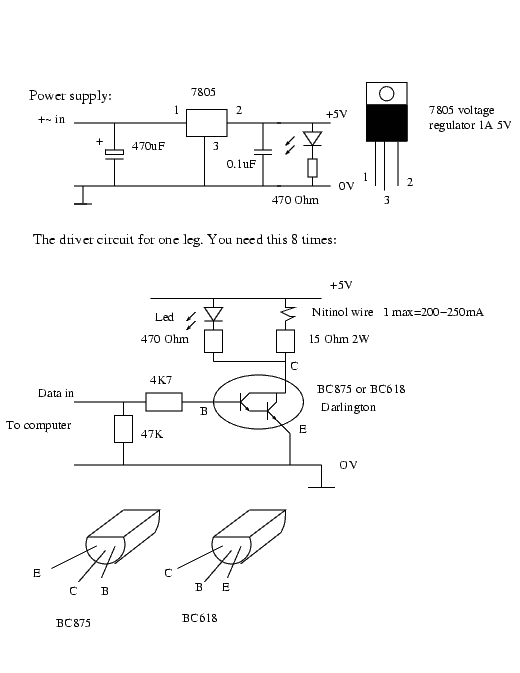 Power supply:
7805
1
2
+~ in
+5V
+
470uF
3
0.1uF
0V
470 Ohm
7805 voltage
regulator 1A 5V
1
2
3
The driver circuit for one leg. You need this 8 times:
+5V
Led
Nitinol wire 1 max=200-250mA
470 Ohm
15 Ohm 2W
C
4K7
BC875 or BC618
Data in
B
Darlington
To computer
47K
E
0V
E
C
B
C
B
E
BC875
BC618